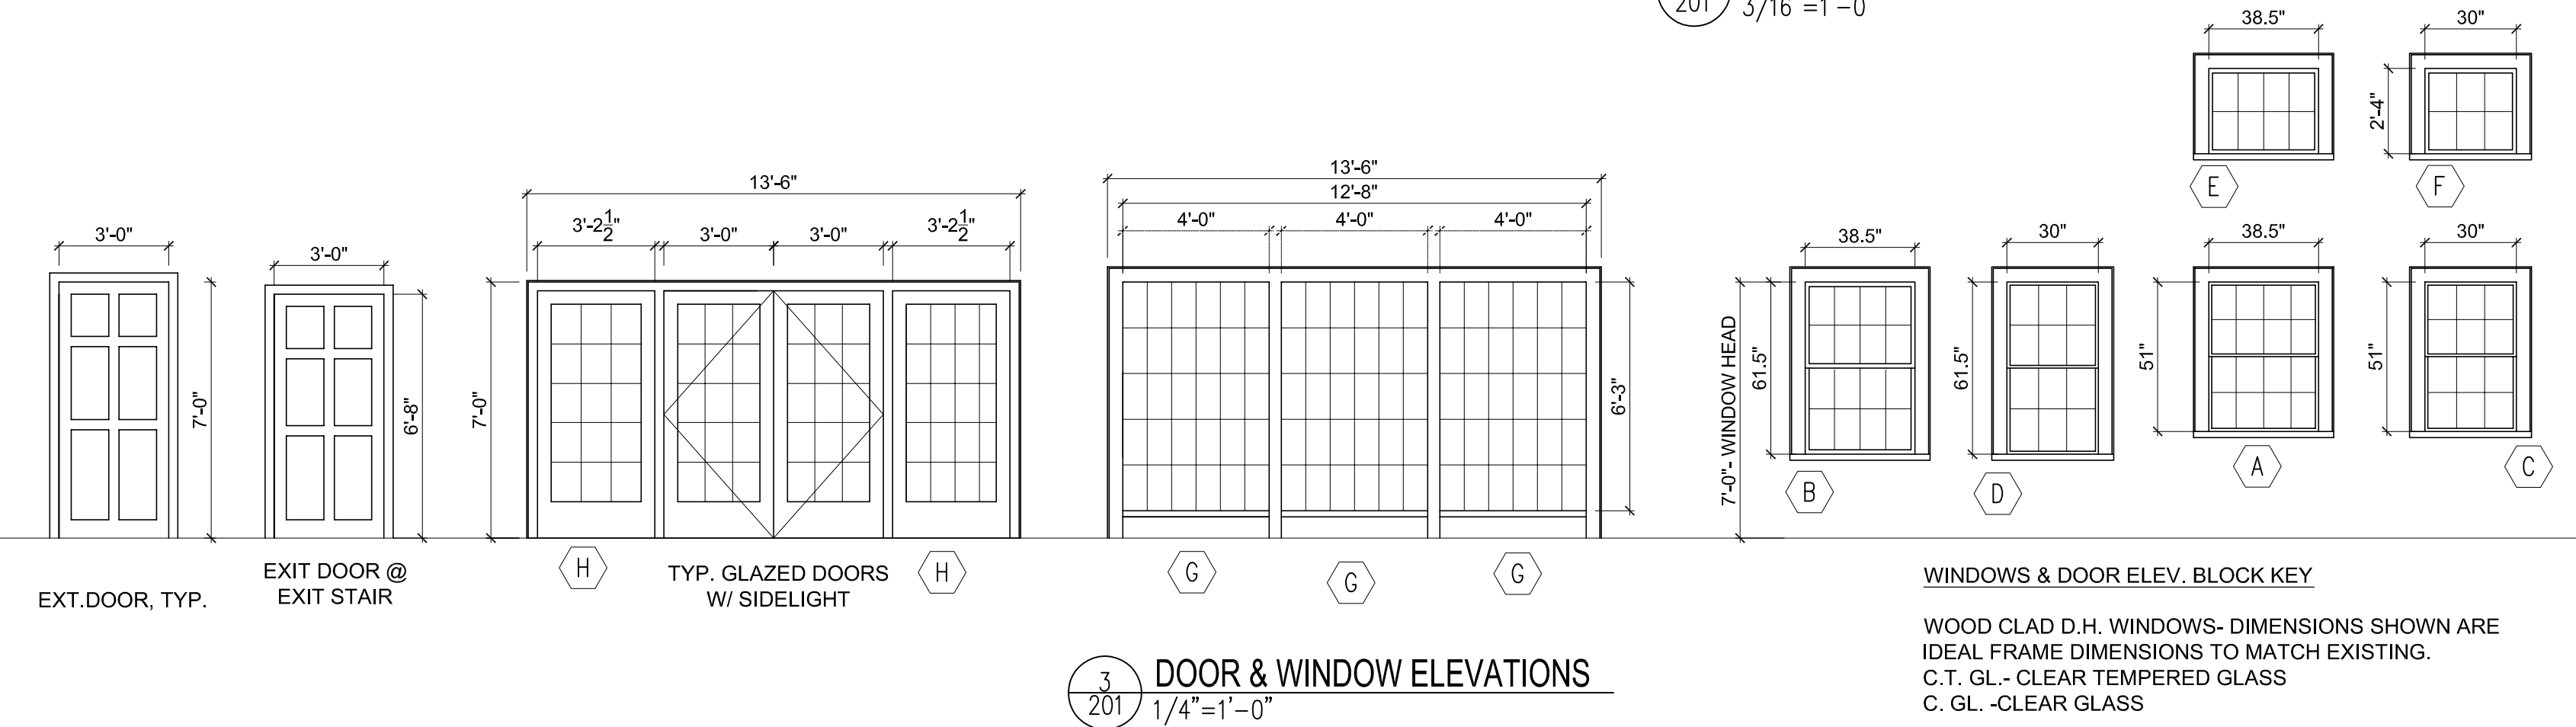 201
3/16 =1 –0
38.5"
30"
2'-4"
E
F
13'-6"
3'-2 1/2"
3'-0"
3'-0"
3'-2 1/2"
13'-6"
12'-8"
4'-0"
4'-0"
4'-0"
3'-0"
3'-0"
38.5"
30"
38.5"
30"
7'-0"
6'-8"
7'-0"
6'-3"
7'-0"- WINDOW HEAD
61.5"
61.5"
51"
51"
B
D
A
C
H
H
G
G
G
EXT.DOOR, TYP.
EXIT DOOR @
EXIT STAIR
TYP. GLAZED DOORS
W/ SIDELIGHT
WINDOWS & DOOR ELEV. BLOCK KEY
WOOD CLAD D.H. WINDOWS- DIMENSIONS SHOWN ARE
IDEAL FRAME DIMENSIONS TO MATCH EXISTING.
C.T. GL.- CLEAR TEMPERED GLASS
C. GL. -CLEAR GLASS
3
201
DOOR & WINDOW ELEVATIONS
1/4”=1’–0”